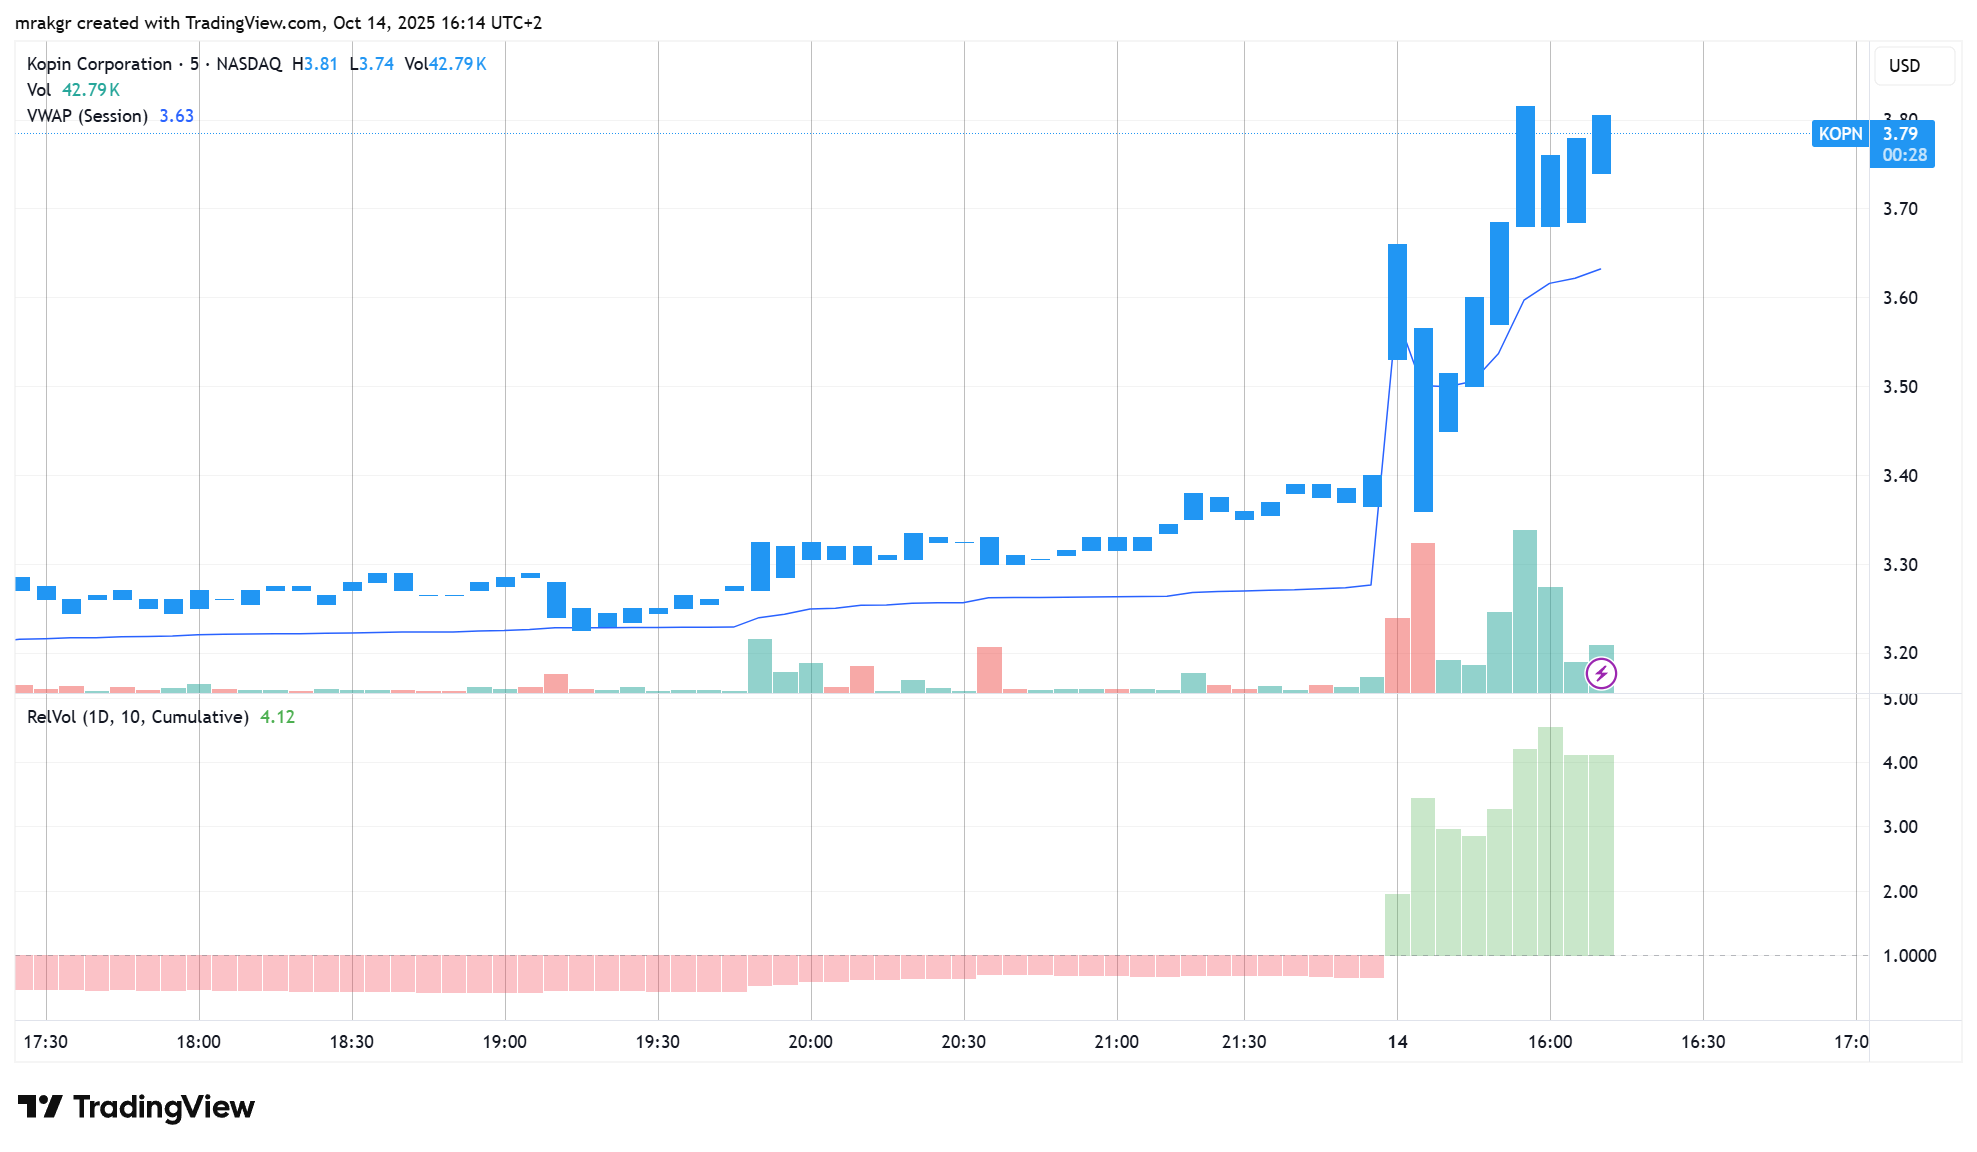 mrakgr created with TradingView.com, Oct 14, 2025 16:14 UTC+2
Kopin Corporation · 5 · NASDAQ H3.81 L3.74 Vol42.79K
Vol 42.79K
VWAP (Session) 3.63
USD
3.80
KOPN 3.79
00:28
3.70
3.60
3.50
3.40
3.30
3.20
5.00
RelVol (1D, 10, Cumulative) 4.12
4.00
3.00
2.00
1.0000
17:30 18:00 18:30 19:00 19:30 20:00 20:30 21:00 21:30 14 16:00 16:30 17:0
TradingView